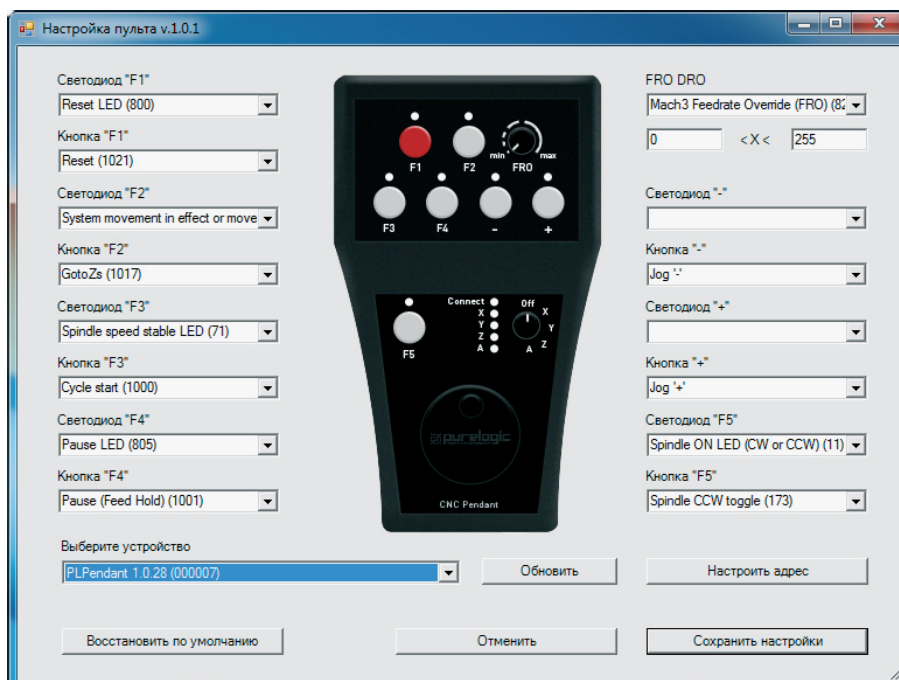 Настройка пульта v.1.0.1
Светодиод "F1"
Reset LED (800)
Кнопка "F1"
Reset (1021)
Светодиод "F2"
System movement in effect or move
Кнопка "F2"
GotoZs (1017)
Светодиод "F3"
Spindle speed stable LED (71)
Кнопка "F3"
Cycle start (1000)
Светодиод "F4"
Pause LED (805)
Кнопка "F4"
Pause (Feed Hold) (1001)
F1
F2
min
max
FRO
F3
F4
-
+
Connect
X
Y
Z
A
Off
X
Y
Z
A
F5
purelogic
CNC Pendant
FRO DRO
Mach3 Feedrate Override (FRO) (82
0 < X < 255
Светодиод "-"
Кнопка "-"
Jog '-'
Светодиод "+"
Кнопка "+"
Jog '+'
Светодиод "F5"
Spindle ON LED (CW or CCW) (11)
Кнопка "F5"
Spindle CCW toggle (173)
Выберите устройство
PLPendant 1.0.28 (000007)
Обновить
Настроить адрес
Восстановить по умолчанию
Отменить
Сохранить настройки